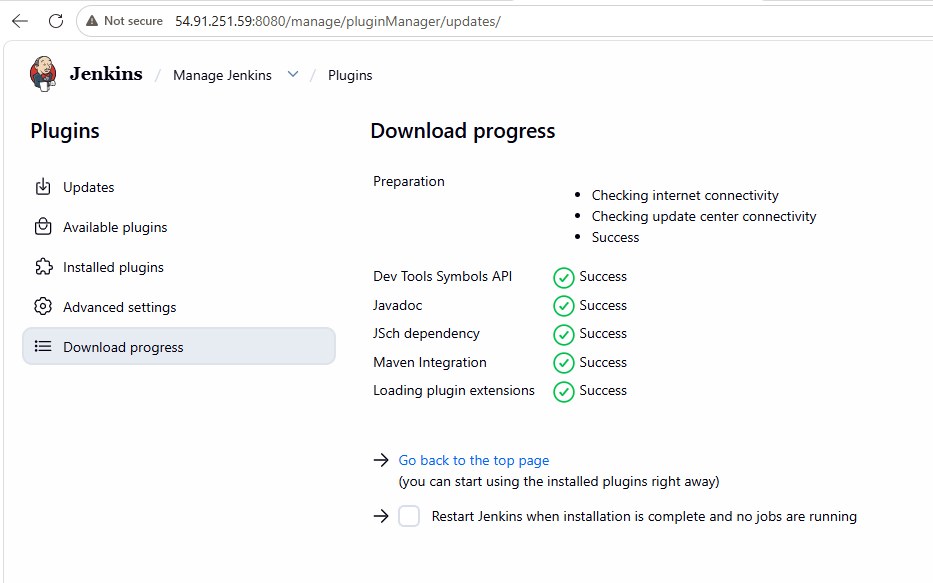 Not secure 54.91.251.59:8080/manage/pluginManager/updates/
Jenkins / Manage Jenkins / Plugins
Plugins
Updates
Available plugins
Installed plugins
Advanced settings
Download progress
Download progress
Preparation
Checking internet connectivity
Checking update center connectivity
Success
Dev Tools Symbols API Success
Javadoc Success
JSch dependency Success
Maven Integration Success
Loading plugin extensions Success
Go back to the top page
(you can start using the installed plugins right away)
Restart Jenkins when installation is complete and no jobs are running